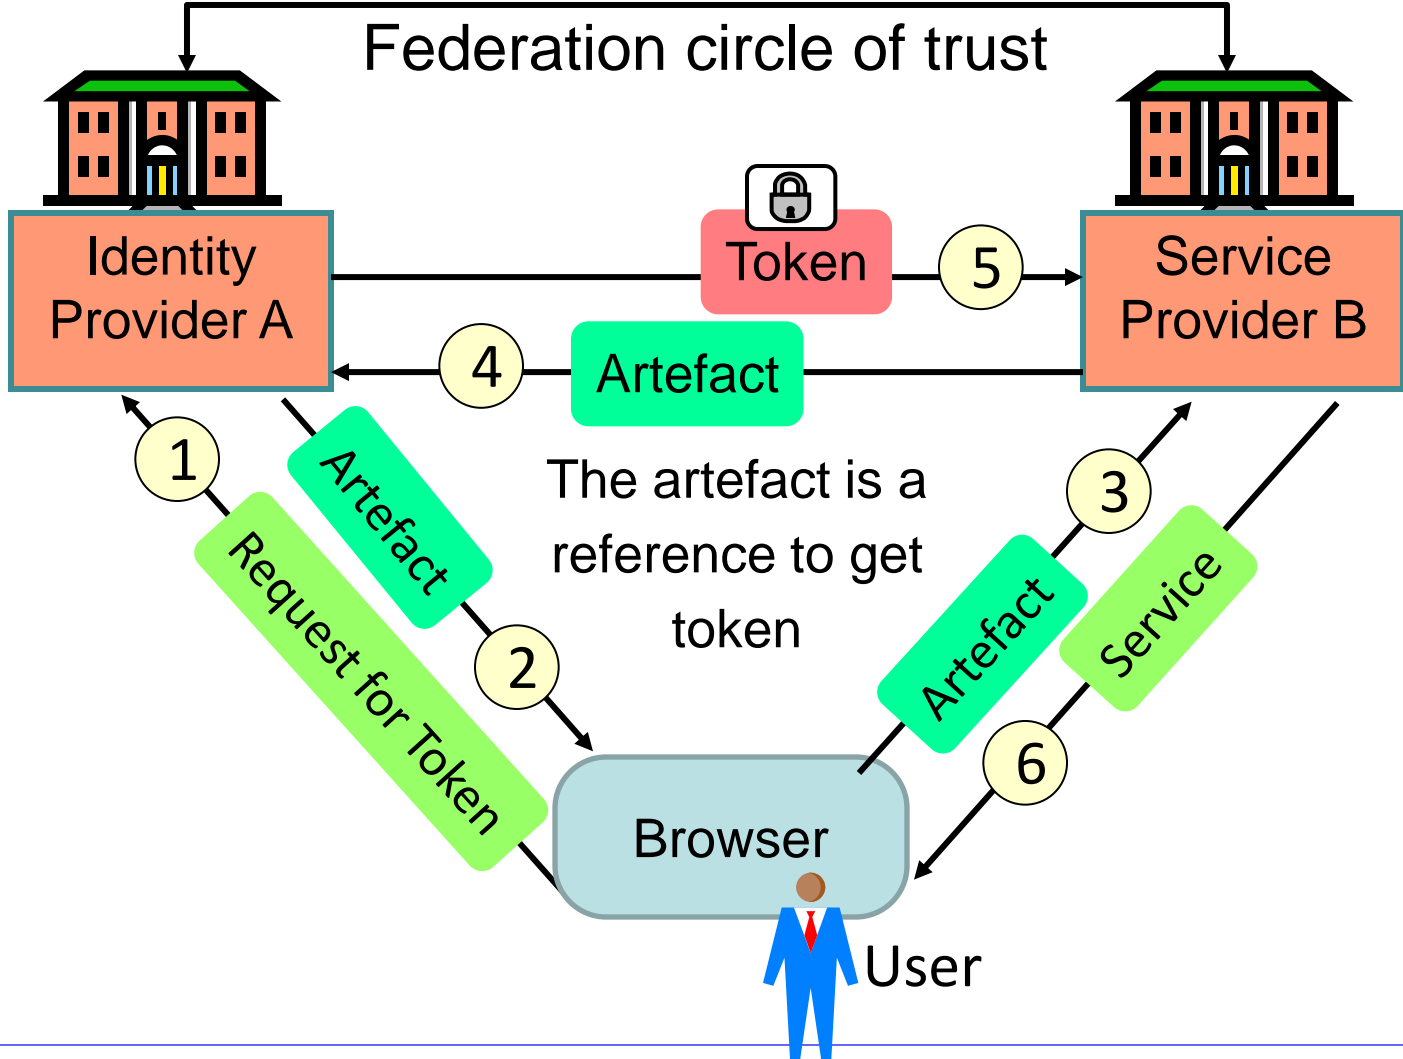 Federation circle of trust
Identity
Provider A
Service
Provider B
Token
5
4
Artefact
1
Artefact
The artefact is a
reference to get
token
3
Request for Token
2
Artefact
Service
6
Browser
User